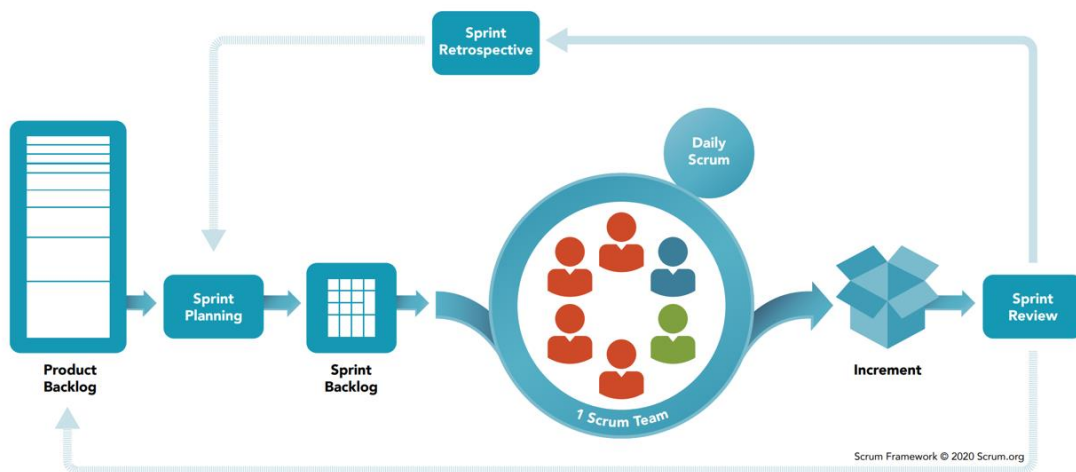 Sprint
Retrospective
Daily
Scrum
Sprint
Planning
Sprint
Review
Product
Backlog
Sprint
Backlog
Increment
1 Scrum Team
Scrum Framework © 2020 Scrum.org